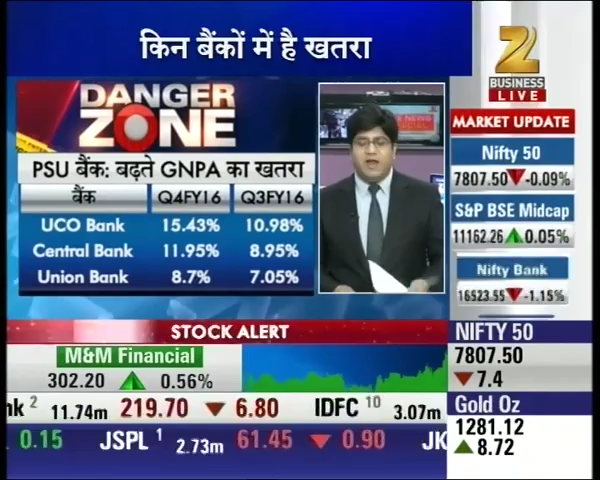 किन बैंकों में है खतरा
Z
BUSINESS
LIVE
DANGER
ZONE
PSU बैंक: बढ़ते GNPA का खतरा
बैंक Q4FY16 Q3FY16
UCO Bank 15.43% 10.98%
Central Bank 11.95% 8.95%
Union Bank 8.7% 7.05%
MARKET UPDATE
Nifty 50
7807.50 ▼ -0.09%
S&P BSE Midcap
11162.26 ▲ 0.05%
Nifty Bank
16523.55 ▼ -1.15%
STOCK ALERT
M&M Financial
302.20 ▲ 0.56%
NIFTY 50
7807.50
▼ 7.4
Gold Oz
1281.12
▲ 8.72
nk 2 11.74m 219.70 ▼ 6.80 IDFC 10 3.07m
0.15 JSPL 1 2.73m 61.45 ▼ 0.90 JK